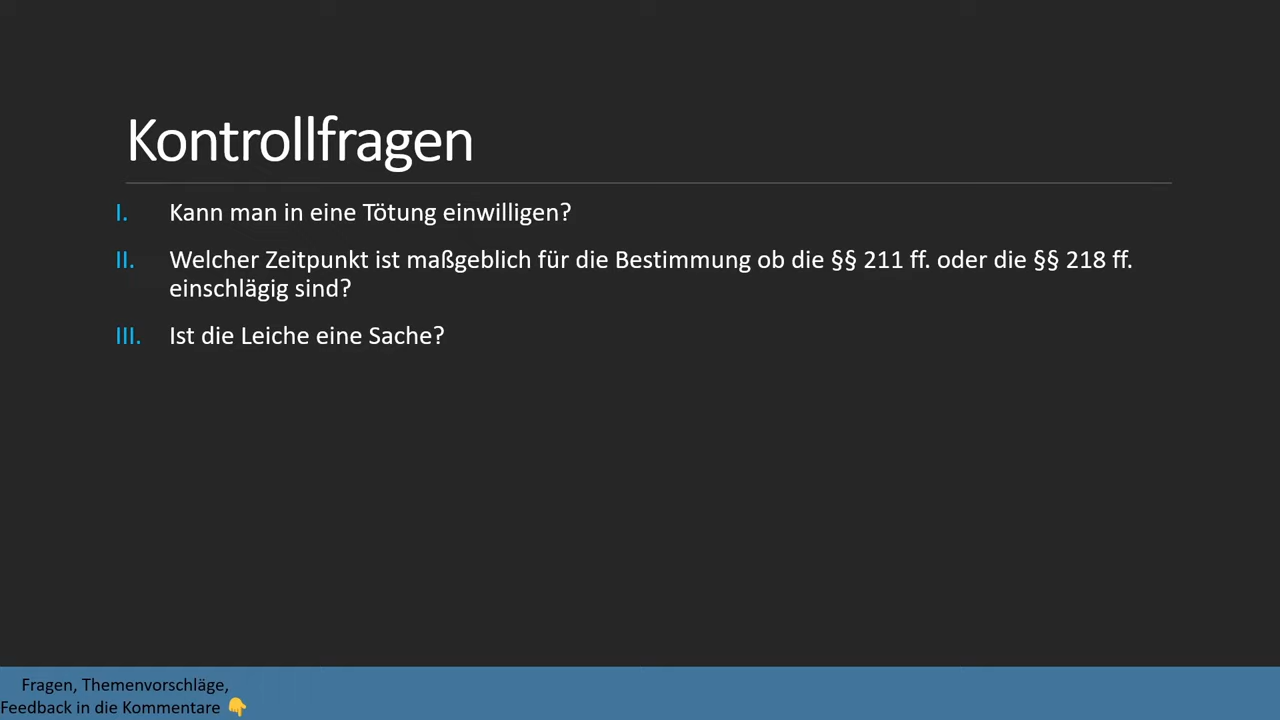 Kontrollfragen
I. Kann man in eine Tötung einwilligen?
II. Welcher Zeitpunkt ist maßgeblich für die Bestimmung ob die §§ 211 ff. oder die §§ 218 ff.
einschlägig sind?
III. Ist die Leiche eine Sache?
Fragen, Themenvorschläge,
Feedback in die Kommentare 👇